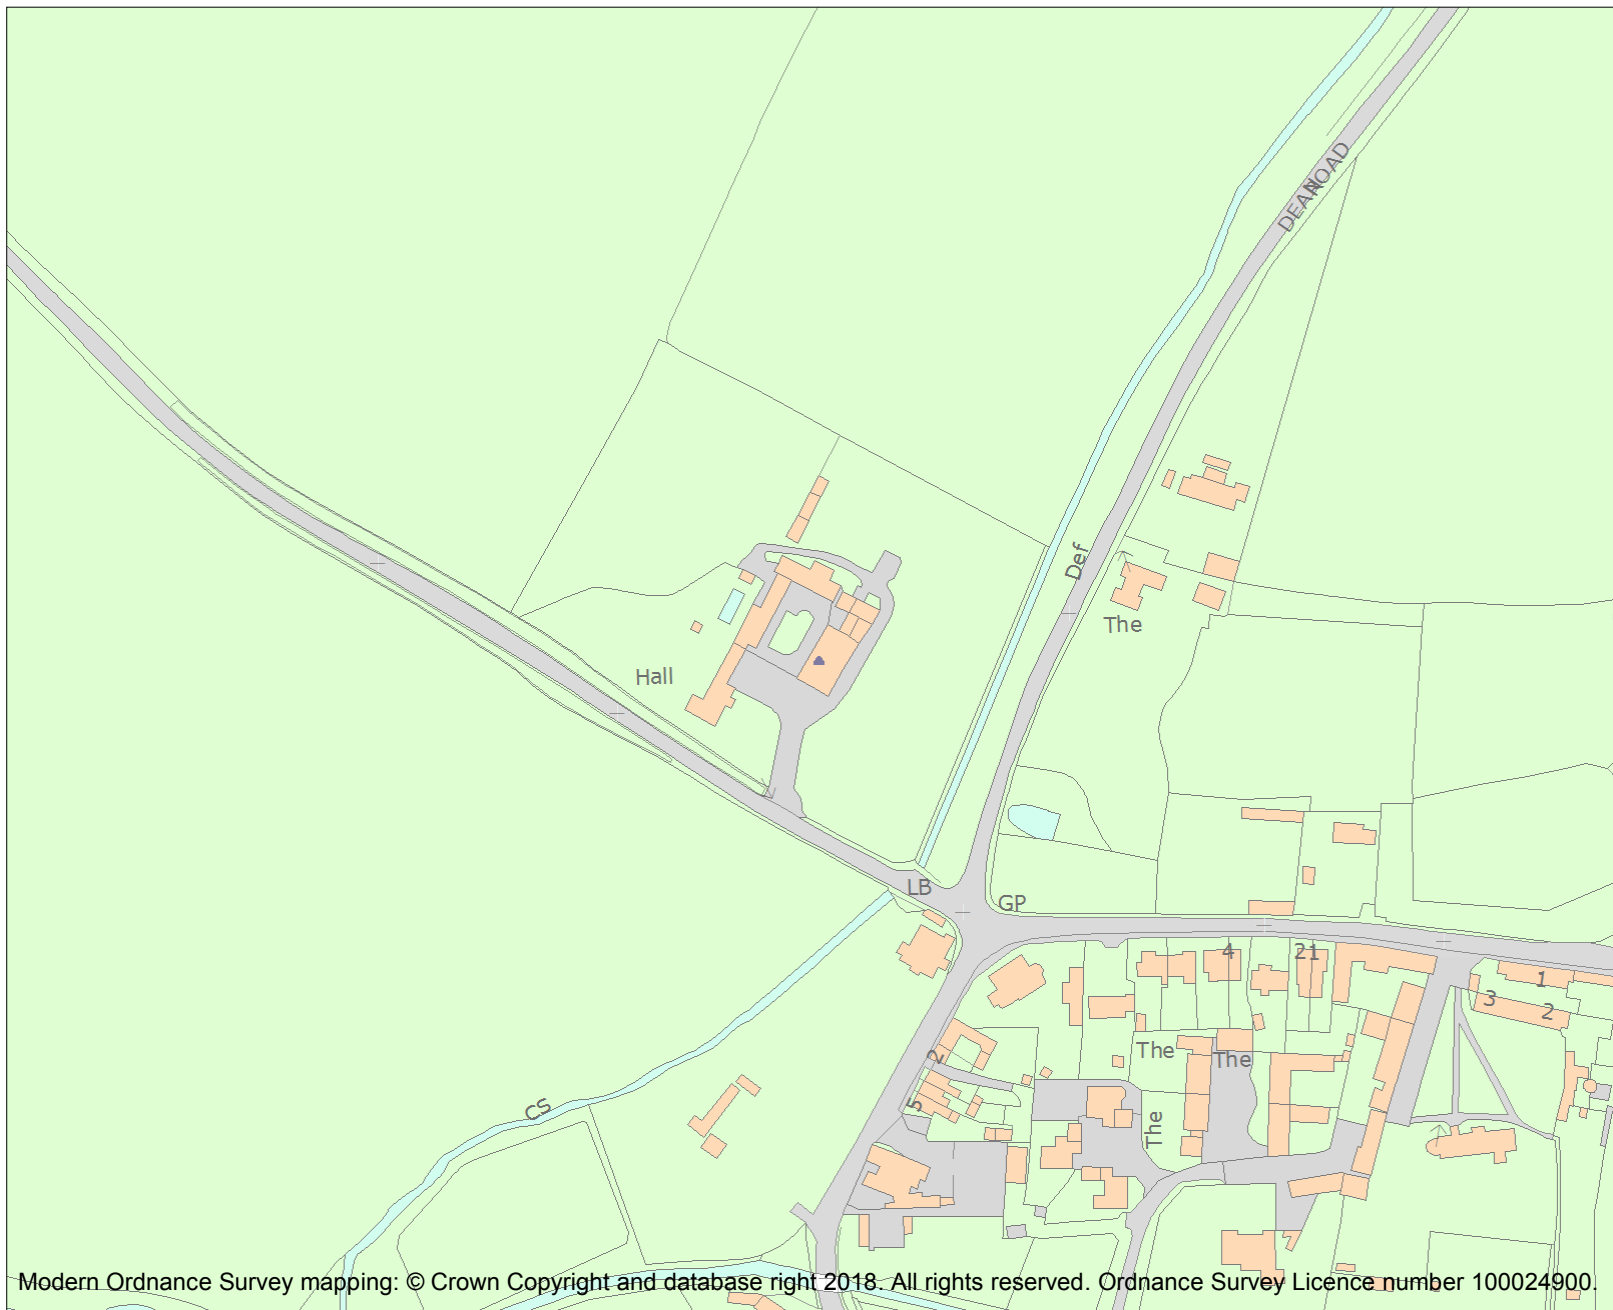 DEAN ROAD
Def
The
Hall
LB
GP
4
21
1
3
2
2
The
The
CS
5
The
Modern Ordnance Survey mapping: © Crown Copyright and database right 2018. All rights reserved. Ordnance Survey Licence number 100024900.